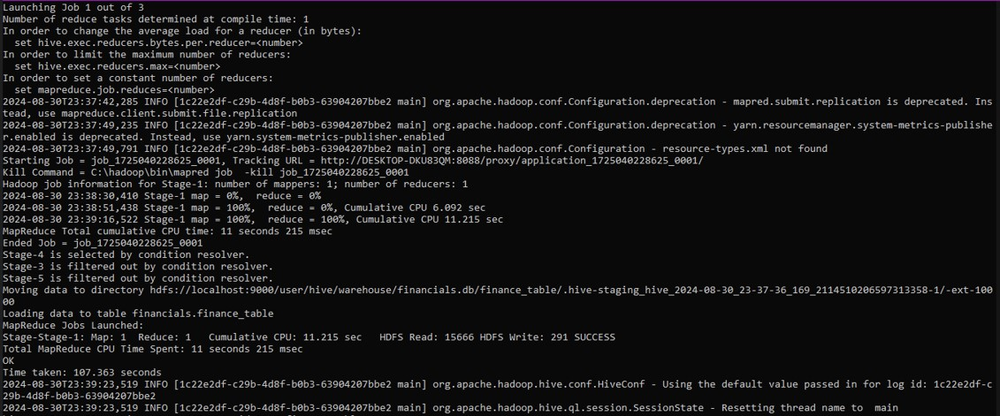 Launching Job 1 out of 3
Number of reduce tasks determined at compile time: 1
In order to change the average load for a reducer (in bytes):
  set hive.exec.reducers.bytes.per.reducer=<number>
In order to limit the maximum number of reducers:
  set hive.exec.reducers.max=<number>
In order to set a constant number of reducers:
  set mapreduce.job.reduces=<number>
2024-08-30T23:37:42,285 INFO [1c22e2df-c29b-4d8f-b0b3-63904207bbe2 main] org.apache.hadoop.conf.Configuration.deprecation - mapred.submit.replication is deprecated. Ins
tead, use mapreduce.client.submit.file.replication
2024-08-30T23:37:49,235 INFO [1c22e2df-c29b-4d8f-b0b3-63904207bbe2 main] org.apache.hadoop.conf.Configuration.deprecation - yarn.resourcemanager.system-metrics-publishe
r.enabled is deprecated. Instead, use yarn.system-metrics-publisher.enabled
2024-08-30T23:37:49,791 INFO [1c22e2df-c29b-4d8f-b0b3-63904207bbe2 main] org.apache.hadoop.conf.Configuration - resource-types.xml not found
Starting Job = job_1725040228625_0001, Tracking URL = http://DESKTOP-DKU83QM:8088/proxy/application_1725040228625_0001/
Kill Command = C:\hadoop\bin\mapred job  -kill job_1725040228625_0001
Hadoop job information for Stage-1: number of mappers: 1; number of reducers: 1
2024-08-30 23:38:30,410 Stage-1 map = 0%,  reduce = 0%
2024-08-30 23:38:51,438 Stage-1 map = 100%,  reduce = 0%, Cumulative CPU 6.092 sec
2024-08-30 23:39:16,522 Stage-1 map = 100%,  reduce = 100%, Cumulative CPU 11.215 sec
MapReduce Total cumulative CPU time: 11 seconds 215 msec
Ended Job = job_1725040228625_0001
Stage-4 is selected by condition resolver.
Stage-3 is filtered out by condition resolver.
Stage-5 is filtered out by condition resolver.
Moving data to directory hdfs://localhost:9000/user/hive/warehouse/financials.db/finance_table/.hive-staging_hive_2024-08-30_23-37-36_169_2114510206597313358-1/-ext-100
00
Loading data to table financials.finance_table
MapReduce Jobs Launched:
Stage-Stage-1: Map: 1  Reduce: 1   Cumulative CPU: 11.215 sec   HDFS Read: 15666 HDFS Write: 291 SUCCESS
Total MapReduce CPU Time Spent: 11 seconds 215 msec
OK
Time taken: 107.363 seconds
2024-08-30T23:39:23,519 INFO [1c22e2df-c29b-4d8f-b0b3-63904207bbe2 main] org.apache.hadoop.hive.conf.HiveConf - Using the default value passed in for log id: 1c22e2df-c
29b-4d8f-b0b3-63904207bbe2
2024-08-30T23:39:23,519 INFO [1c22e2df-c29b-4d8f-b0b3-63904207bbe2 main] org.apache.hadoop.hive.ql.session.SessionState - Resetting thread name to  main